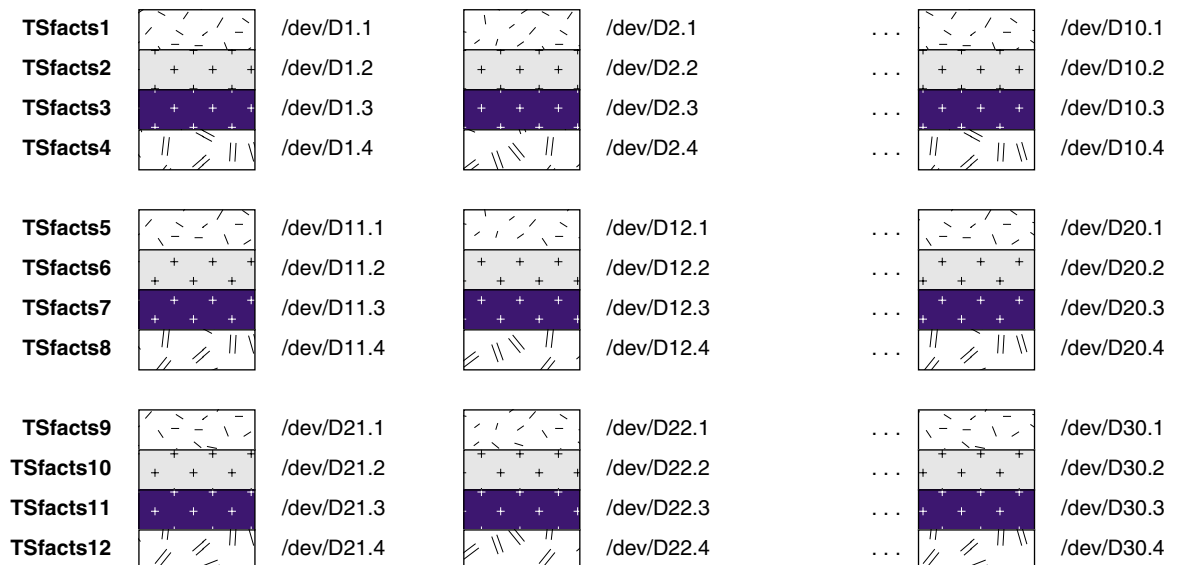 TSfacts1 /dev/D1.1 /dev/D2.1 . . . /dev/D10.1
TSfacts2 /dev/D1.2 /dev/D2.2 . . . /dev/D10.2
TSfacts3 /dev/D1.3 /dev/D2.3 . . . /dev/D10.3
TSfacts4 /dev/D1.4 /dev/D2.4 . . . /dev/D10.4
TSfacts5 /dev/D11.1 /dev/D12.1 . . . /dev/D20.1
TSfacts6 /dev/D11.2 /dev/D12.2 . . . /dev/D20.2
TSfacts7 /dev/D11.3 /dev/D12.3 . . . /dev/D20.3
TSfacts8 /dev/D11.4 /dev/D12.4 . . . /dev/D20.4
TSfacts9 /dev/D21.1 /dev/D22.1 . . . /dev/D30.1
TSfacts10 /dev/D21.2 /dev/D22.2 . . . /dev/D30.2
TSfacts11 /dev/D21.3 /dev/D22.3 . . . /dev/D30.3
TSfacts12 /dev/D21.4 /dev/D22.4 . . . /dev/D30.4